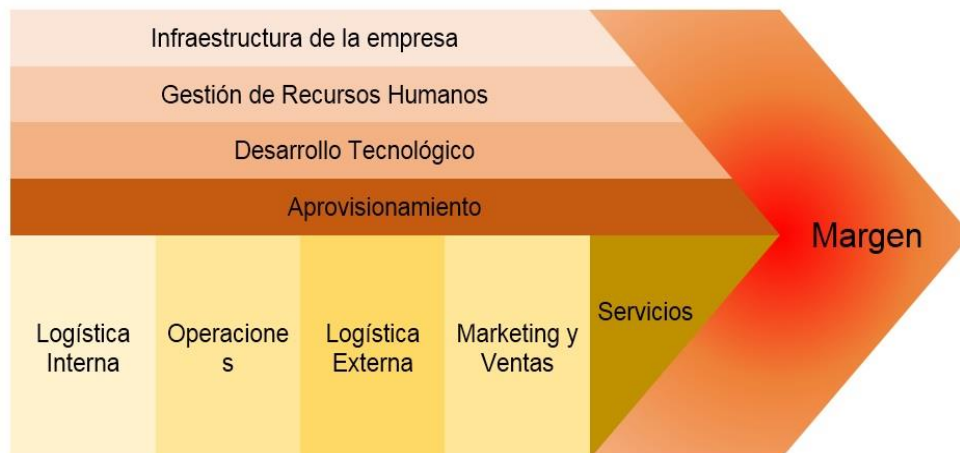 Infraestructura de la empresa
Gestión de Recursos Humanos
Desarrollo Tecnológico
Aprovisionamiento
Margen
Logística
Interna
Operacione
s
Logística
Externa
Marketing y
Ventas
Servicios